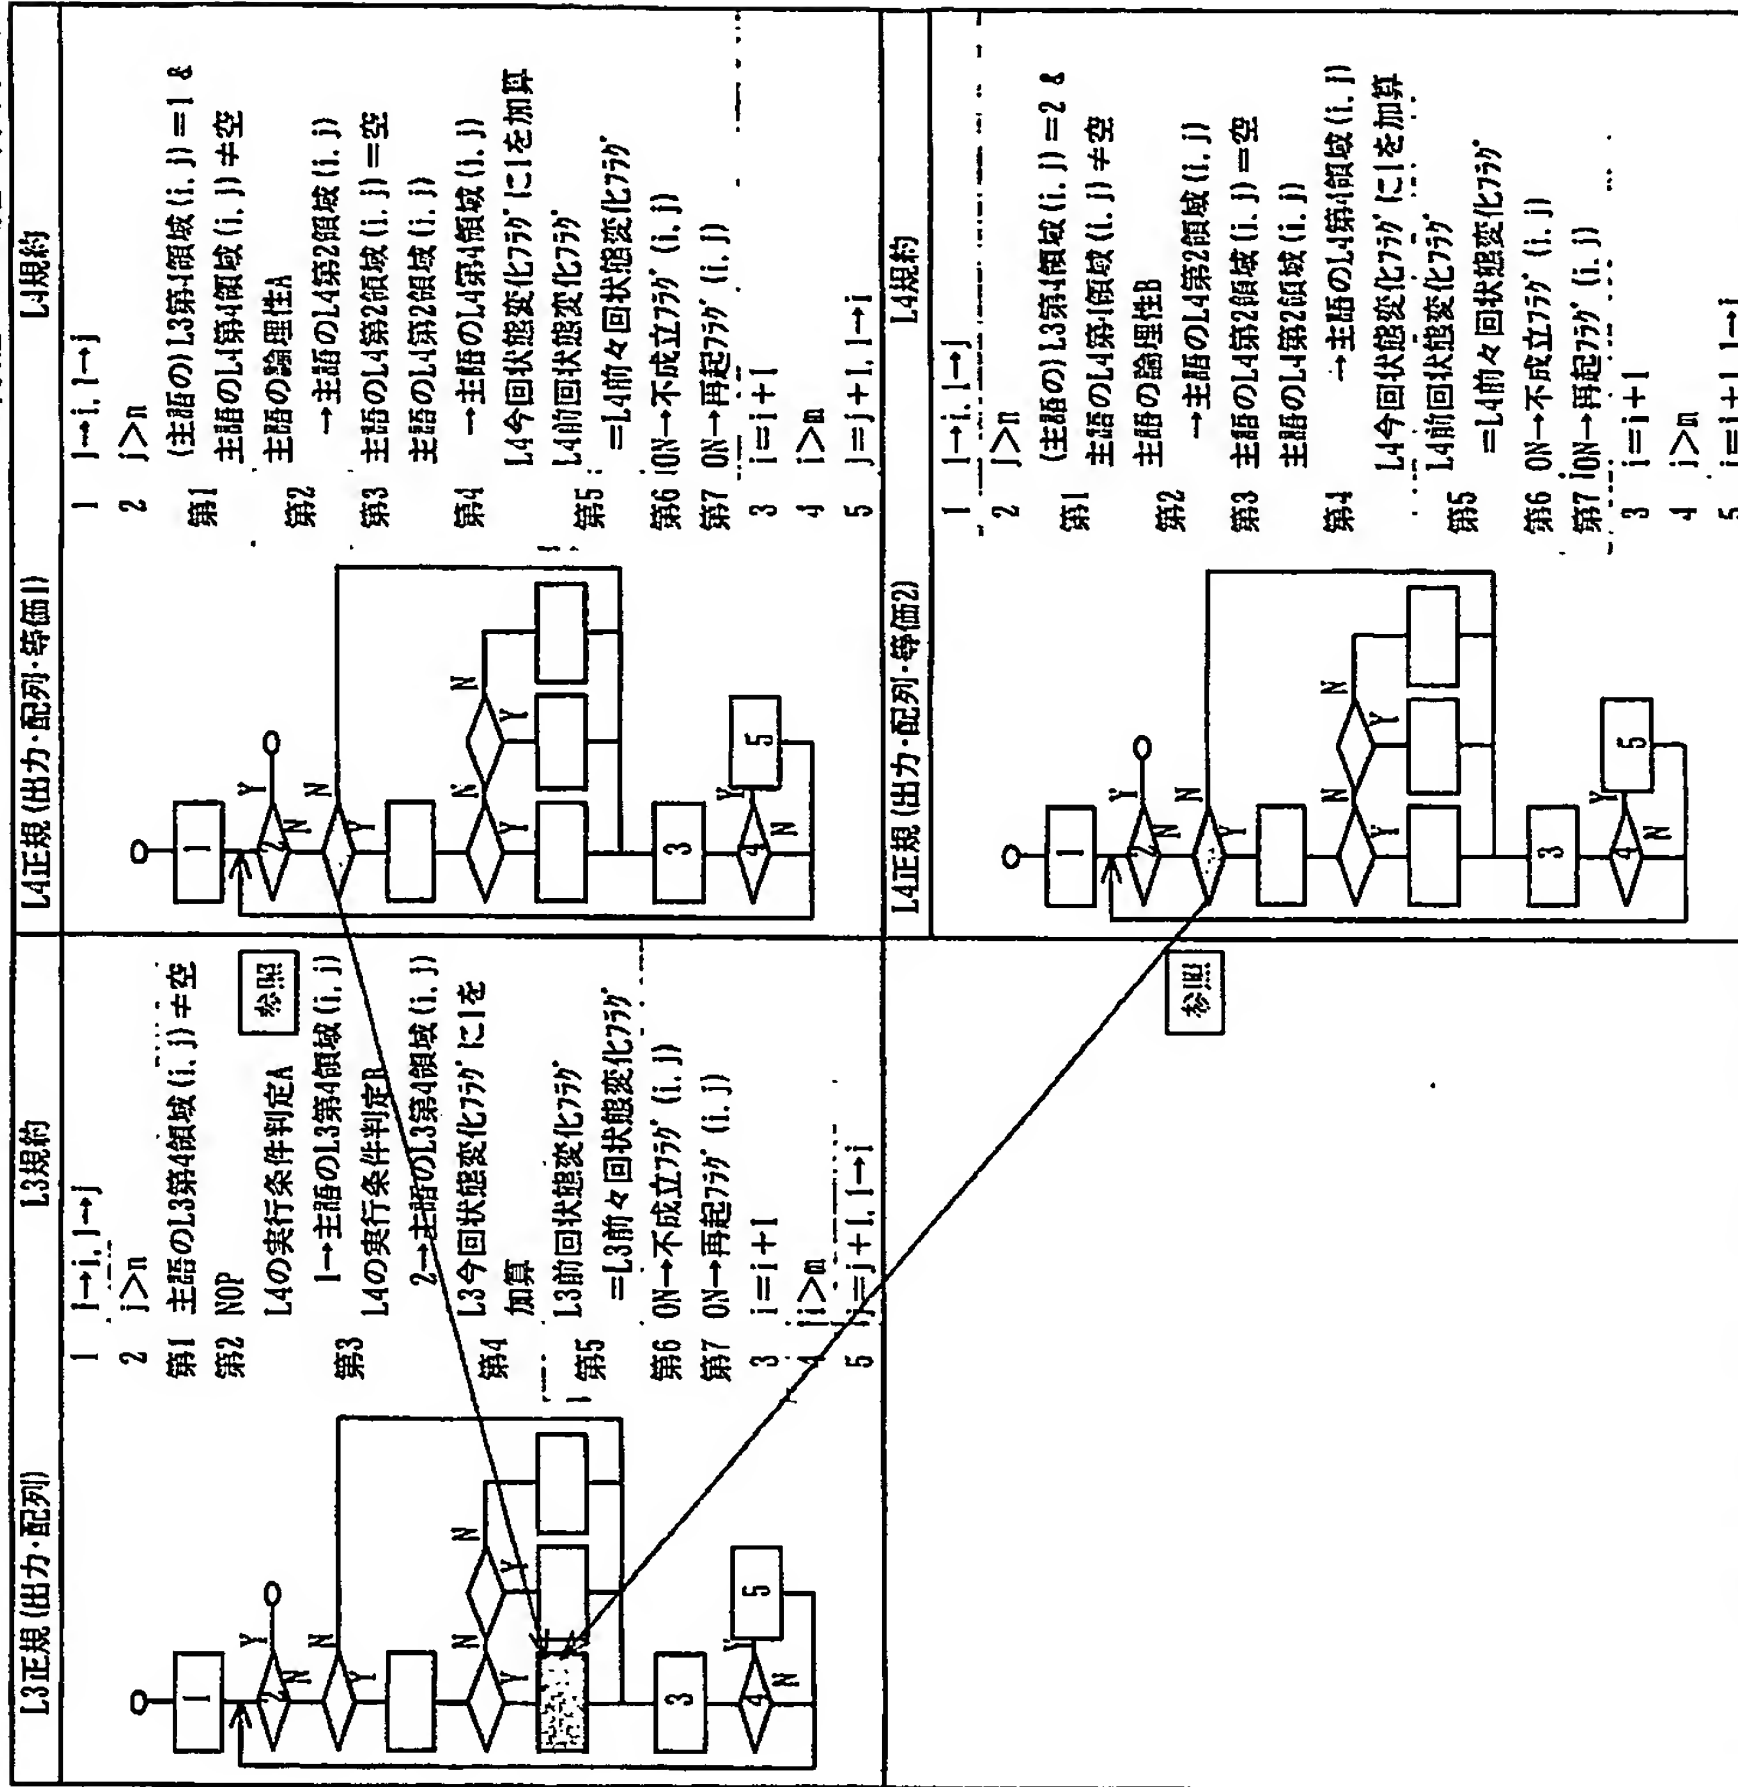 L3正規(出力・配列) L3規約
1 1→i, 1→j
2 j>n
第1 主語のL3第4領域(i, j)≠空
第2 NOP
L4の実行条件判定A
第3 1→主語のL3第4領域(i, j)
L4の実行条件判定B
2→主語のL3第4領域(i, j)
第4 L3今回状態変化フラグに1を
加算
第5 L3前回状態変化フラグ
=L3前々回状態変化フラグ
第6 ON→不成立フラグ(i, j)
第7 ON→再起フラグ(i, j)
3 i=i+1
4 i>m
5 j=j+1, 1→i
1
2
Y
N
N
Y
N
N
Y
Y
3
4
Y
5
N
参照
L4正規(出力・配列・等価1) L4規約
1 1→i, 1→j
2 j>n
第1 (主語の)L3第4領域(i, j)=1 &
主語のL4第4領域(i, j)≠空
第2 主語の論理性A
→主語のL4第2領域(i, j)
第3 主語のL4第2領域(i, j)=空
第4 主語のL4第2領域(i, j)
→主語のL4第4領域(i, j)
L4今回状態変化フラグに1を加算
第5 L4前回状態変化フラグ
=L4前々回状態変化フラグ
第6 ON→不成立フラグ(i, j)
第7 ON→再起フラグ(i, j)
3 i=i+1
4 i>m
5 j=j+1, 1→i
1
2
Y
N
N
Y
N
N
Y
Y
3
4
Y
5
N
参照
L4正規(出力・配列・等価2) L4規約
1 1→i, 1→j
2 j>n
第1 (主語の)L3第4領域(i, j)=2 &
主語のL4第4領域(i, j)≠空
第2 主語の論理性B
→主語のL4第2領域(i, j)
第3 主語のL4第2領域(i, j)=空
第4 主語のL4第2領域(i, j)
→主語のL4第4領域(i, j)
L4今回状態変化フラグに1を加算
第5 L4前回状態変化フラグ
=L4前々回状態変化フラグ
第6 ON→不成立フラグ(i, j)
第7 ON→再起フラグ(i, j)
3 i=i+1
4 i>m
5
1
2
Y
N
N
Y
N
N
Y
Y
3
4
Y
5
N